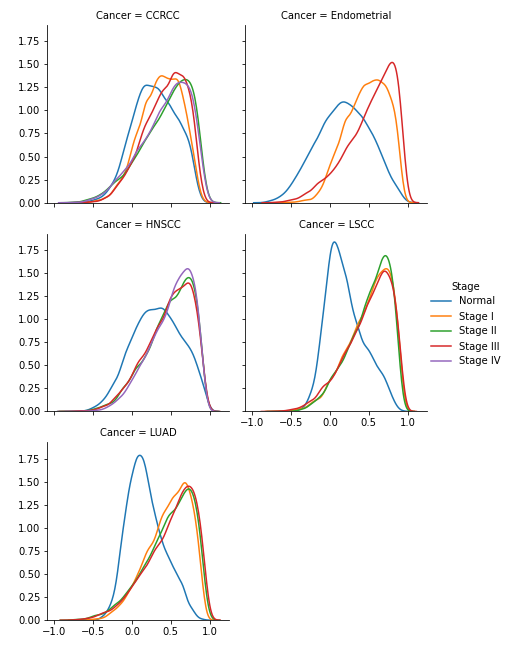 Cancer = CCRCC
Cancer = Endometrial
1.75
1.50
1.25
1.00
0.75
0.50
0.25
0.00
Cancer = HNSCC
Cancer = LSCC
1.75
1.50
1.25
1.00
0.75
0.50
0.25
0.00
−1.0 −0.5 0.0 0.5 1.0
Stage
Normal
Stage I
Stage II
Stage III
Stage IV
Cancer = LUAD
1.75
1.50
1.25
1.00
0.75
0.50
0.25
0.00
−1.0 −0.5 0.0 0.5 1.0